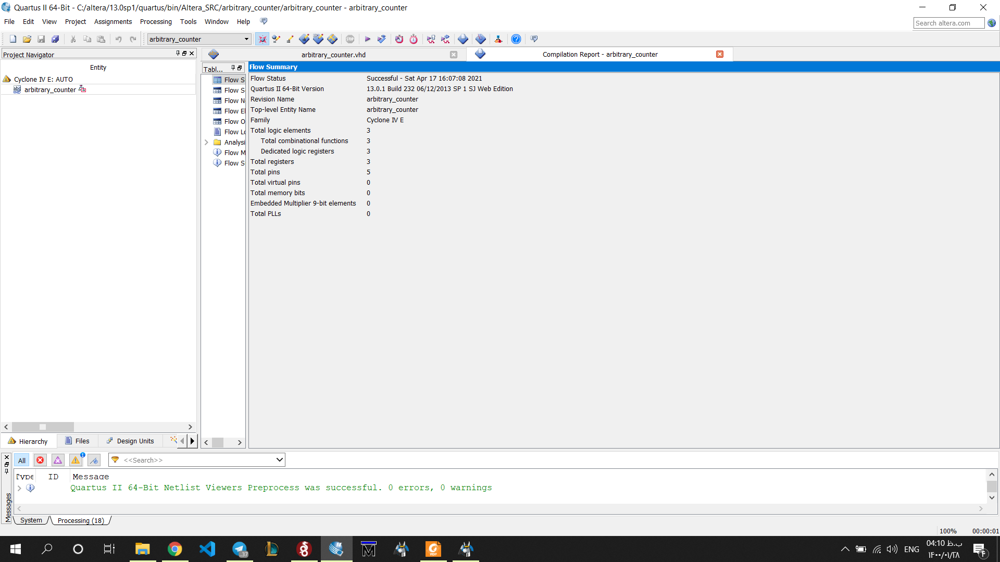 Quartus II 64-Bit - C:/altera/13.0sp1/quartus/bin/Altera_SRC/arbitrary_counter/arbitrary_counter - arbitrary_counter
File Edit View Project Assignments Processing Tools Window Help
Search altera.com
arbitrary_counter
Project Navigator
Entity
Cyclone IV E: AUTO
arbitrary_counter
arbitrary_counter.vhd
Compilation Report - arbitrary_counter
Tabl...
Flow S
Flow S
Flow N
Flow El
Flow O
Flow Lo
Analysi
Flow M
Flow S
Flow Summary
Flow Status Successful - Sat Apr 17 16:07:08 2021
Quartus II 64-Bit Version 13.0.1 Build 232 06/12/2013 SP 1 SJ Web Edition
Revision Name arbitrary_counter
Top-level Entity Name arbitrary_counter
Family Cyclone IV E
Total logic elements 3
Total combinational functions 3
Dedicated logic registers 3
Total registers 3
Total pins 5
Total virtual pins 0
Total memory bits 0
Embedded Multiplier 9-bit elements 0
Total PLLs 0
Hierarchy Files Design Units
All
<<Search>>
Type ID Message
Quartus II 64-Bit Netlist Viewers Preprocess was successful. 0 errors, 0 warnings
Messages
System Processing (18)
100% 00:00:01
ENG
04:10 ب.ظ
۱۴۰۰/۰۱/۲۸
۴